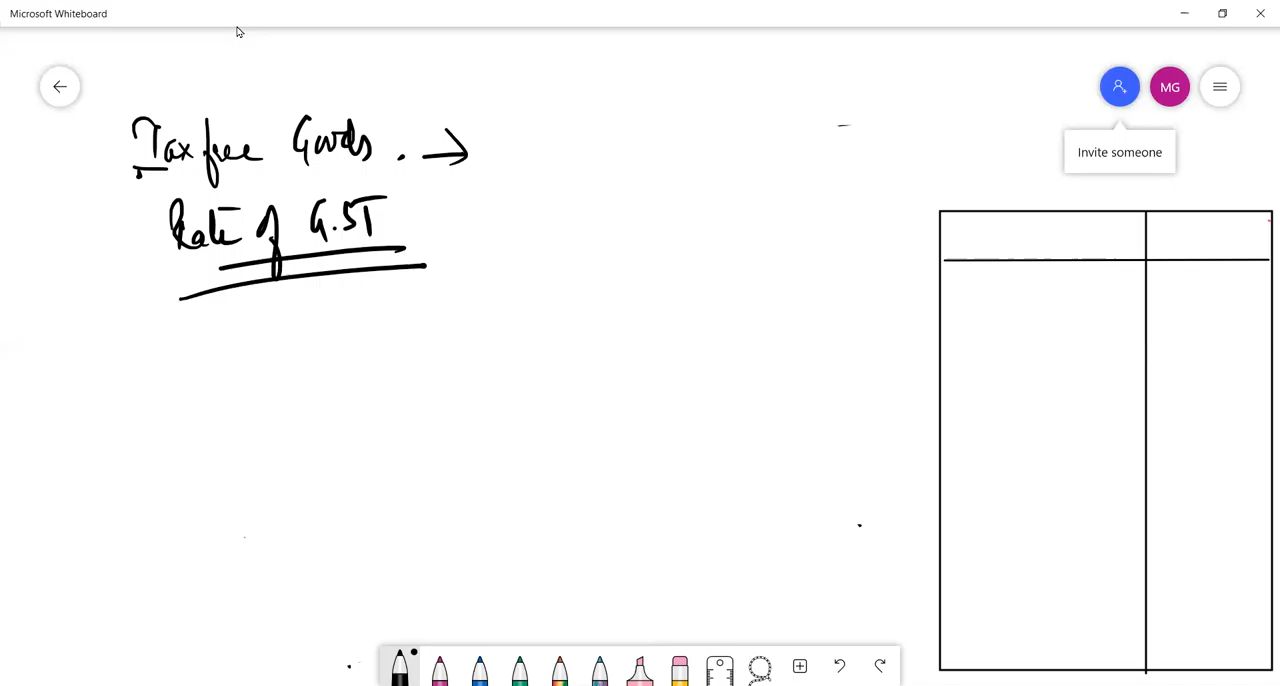 Microsoft Whiteboard
MG
Invite someone
Tax free Goods. →
Rate of G.ST